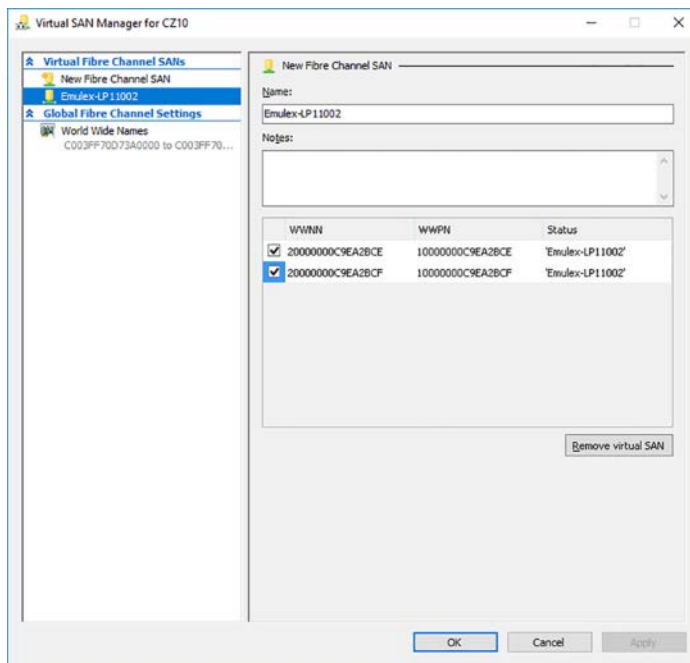 Virtual SAN Manager for CZ10
Virtual Fibre Channel SANs
New Fibre Channel SAN
Emulex-LP11002
Global Fibre Channel Settings
World Wide Names
C003FF70D73A0000 to C003FF70...
New Fibre Channel SAN
Name:
Emulex-LP11002
Notes:
WWNN WWPN Status
20000000C9EA2BCE 10000000C9EA2BCE 'Emulex-LP11002'
20000000C9EA2BCF 10000000C9EA2BCF 'Emulex-LP11002'
Remove virtual SAN
OK Cancel Apply